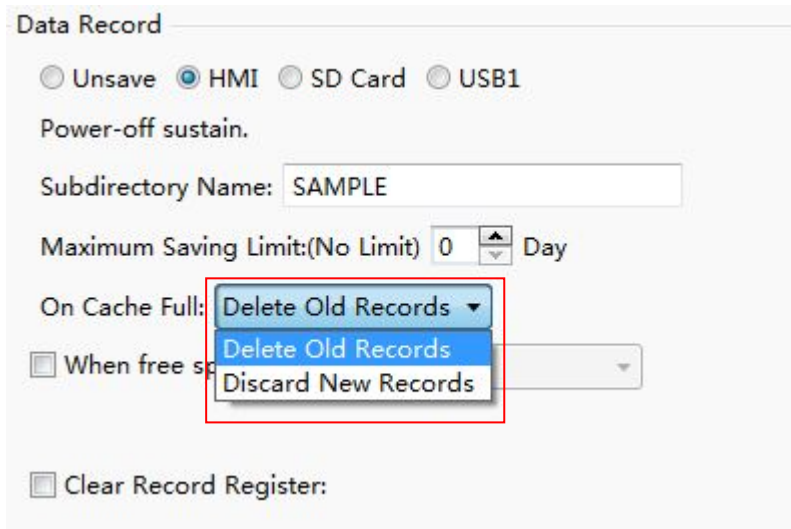 Data Record
Unsave HMI SD Card USB1
Power-off sustain.
Subdirectory Name: SAMPLE
Maximum Saving Limit:(No Limit) 0 Day
On Cache Full: Delete Old Records
Delete Old Records
When free
Discard New Records
Clear Record Register: